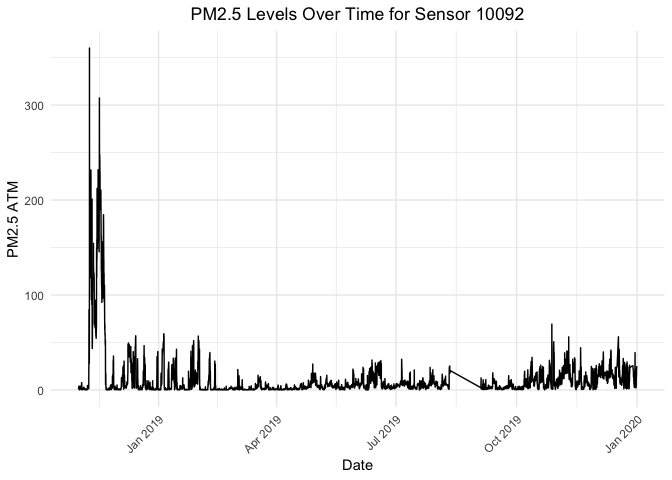 PM2.5 Levels Over Time for Sensor 10092
PM2.5 ATM
300
200
100
0
Jan 2019
Apr 2019
Jul 2019
Oct 2019
Jan 2020
Date